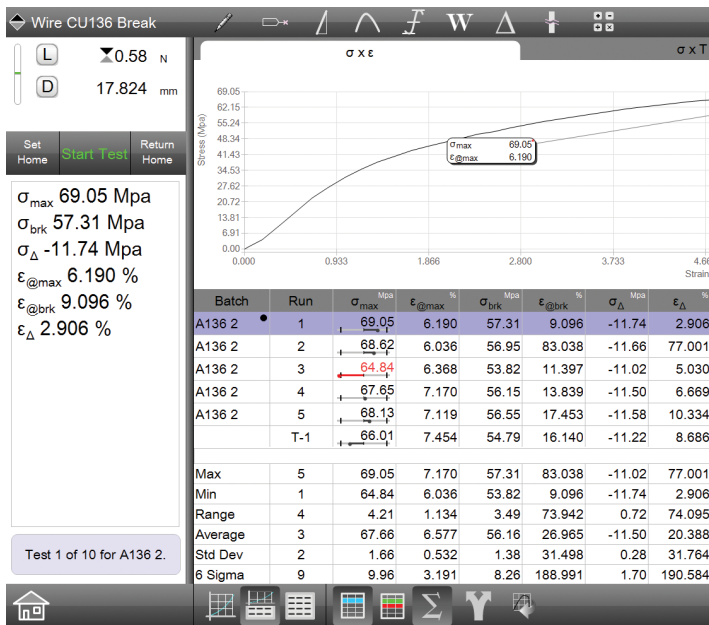 Wire CU136 Break
W
L 0.58 N
D 17.824 mm
Set Home
Start Test
Return Home
σmax 69.05 Mpa
σbrk 57.31 Mpa
σΔ -11.74 Mpa
ε@max 6.190 %
ε@brk 9.096 %
εΔ 2.906 %
Test 1 of 10 for A136 2.
σ x ε
σ x T
Stress (Mpa)
69.05
62.15
55.24
48.34
41.43
34.53
27.62
20.72
13.81
6.91
0.00
σmax 69.05
ε@max 6.190
0.000 0.933 1.866 2.800 3.733 4.66
Strain
Batch Run σmax Mpa ε@max % σbrk Mpa ε@brk % σΔ Mpa εΔ %
A136 2 1 69.05 6.190 57.31 9.096 -11.74 2.906
A136 2 2 68.62 6.036 56.95 83.038 -11.66 77.001
A136 2 3 64.84 6.368 53.82 11.397 -11.02 5.030
A136 2 4 67.65 7.170 56.15 13.839 -11.50 6.669
A136 2 5 68.13 7.119 56.55 17.453 -11.58 10.334
T-1 66.01 7.454 54.79 16.140 -11.22 8.686
Max 5 69.05 7.170 57.31 83.038 -11.02 77.001
Min 1 64.84 6.036 53.82 9.096 -11.74 2.906
Range 4 4.21 1.134 3.49 73.942 0.72 74.095
Average 3 67.66 6.577 56.16 26.965 -11.50 20.388
Std Dev 2 1.66 0.532 1.38 31.498 0.28 31.764
6 Sigma 9 9.96 3.191 8.26 188.991 1.70 190.584
Σ